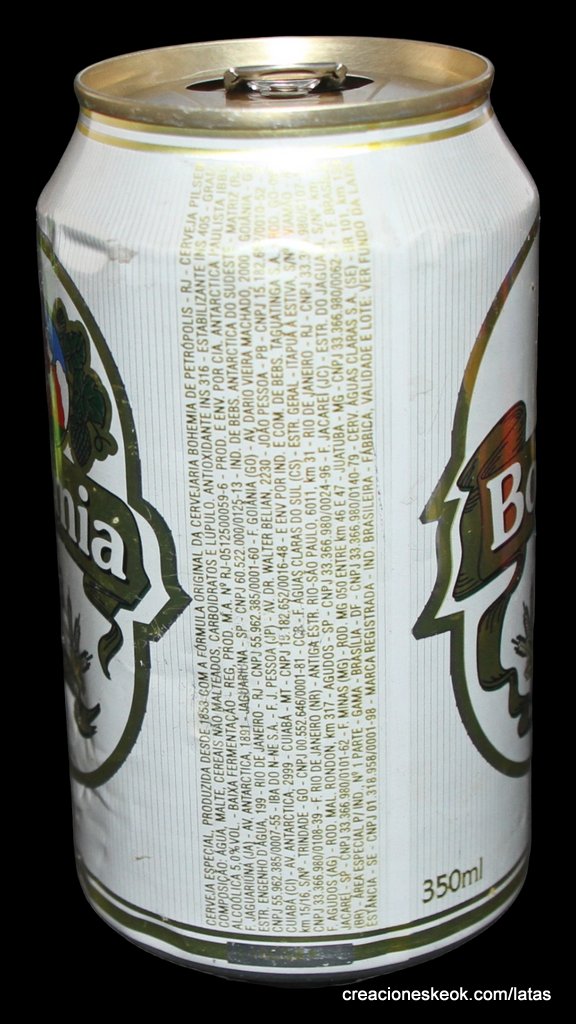 mia
Bo
CERVEJA ESPECIAL, PRODUZIDA DESDE 1853 COM A FÓRMULA ORIGINAL DA CERVEJARIA BOHEMIA DE PETRÓPOLIS - RJ - CERVEJA PILSEN
COMPOSIÇÃO: ÁGUA, MALTE, CEREAIS NÃO MALTEADOS, CARBOIDRATOS E LÚPULO. ANTIOXIDANTE INS 316 - ESTABILIZANTE INS 405 -
ALCOÓLICA 5,0% VOL. - BAIXA FERMENTAÇÃO - REG. PROD. M.A. Nº RJ-0512500059-6 - PROD. E ENV. POR CIA. ANTARCTICA PAULISTA
F. JAGUARIÚNA (JA) - AV. ANTARCTICA, 1891 - JAGUARIÚNA - SP - CNPJ 60.522.000/0125-13 - IND. DE BEBS. ANTARCTICA DO SUDESTE - MATRIZ
ESTR. ENGENHO D'ÁGUA, 199 - RIO DE JANEIRO - RJ - CNPJ 55.962.385/0001-60 - F. GOIÂNIA (GO) - AV. DARIO VIEIRA MACHADO, 2000 - GOIÂNIA -
CNPJ 55.962.385/0007-55 - IBA DO N-NE S.A. - F. J. PESSOA (JP) - AV. DR. WALTER BELIAN, 2230 - JOÃO PESSOA - PB - CNPJ
CUIABÁ (CI) - AV. ANTARCTICA, 2999 - CUIABÁ - MT - CNPJ E ENV POR IND. E COM. DE BEBS. TAGUATINGA S.A. -
km 15/16, S/Nº - TRINDADE - GO - CNPJ 00.552.646/0001-81 - F. ÁGUAS CLARAS DO SUL (CS) - ESTR. GERAL
CNPJ 33.366.980/0108-39 - F. RIO DE JANEIRO (NR) - ANTIGA ESTR. RIO-SÃO PAULO, 6011, km 31 - RIO DE JANEIRO - RJ - CNPJ
F. AGUDOS (AG) - ROD. MAL. RONDON, km 317 - AGUDOS - SP - CNPJ 33.366.980/0024-96 - F. JACAREÍ (JC) - ESTR. DO
JACAREÍ - SP - CNPJ 33.366.980/0101-62 - F. MINAS (MG) - ROD. MG 050 ENTRE km 46 E 47 - JUATUBA - MG - CNPJ 33.366.980/0062
(BR) - ÁREA ESPECIAL P/ IND. Nº 1 PARTE - GAMA - BRASÍLIA - DF - CNPJ 33.366.980/0140-79 - CERV. ÁGUAS CLARAS S.A. (SE) - BR 101, km
ESTÂNCIA - SE - CNPJ 01.318.958/0001-98 - MARCA REGISTRADA - IND. BRASILEIRA - FABRICA, VALIDADE E LOTE: VER FUNDO DA LATA
350ml
creacioneskeok.com/latas